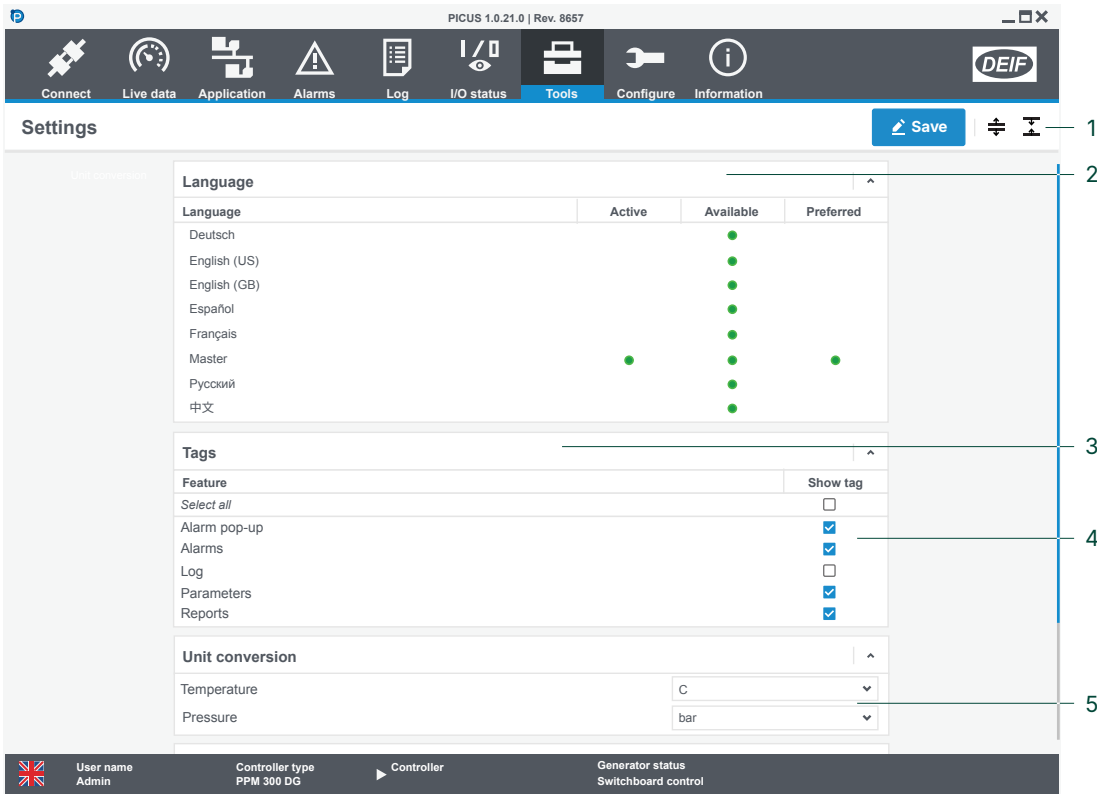 PICUS 1.0.21.0 | Rev. 8657
Connect Live data Application Alarms Log I/O status Tools Configure Information
DEIF
Settings
Save
1
Unit conversion
Language
2
Language Active Available Preferred
Deutsch
English (US)
English (GB)
Español
Français
Master
Русский
中文
Tags
3
Feature Show tag
Select all
Alarm pop-up
4
Alarms
Log
Parameters
Reports
Unit conversion
Temperature C
5
Pressure bar
User name Controller type Controller Generator status
Admin PPM 300 DG Switchboard control